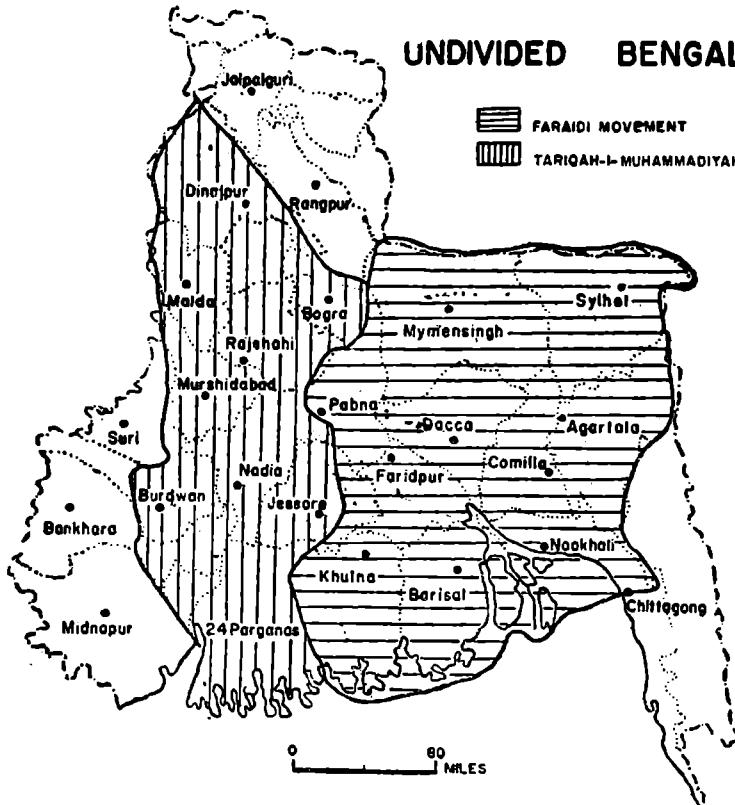 UNDIVIDED BENGAL
FARAIDI MOVEMENT
TARIQAH-I-MUHAMMADIYAH
Jalpaiguri
Dinajpur
Rangpur
Malda
Bogra
Sylhet
Mymensingh
Rajshahi
Murshidabad
Pabna
Suri
Dacca
Agartala
Nadia
Faridpur
Comilla
Burdwan
Jessore
Bankhara
Noakhali
Khulna
Barisal
Chittagong
Midnapur
24 Parganas
0 80
MILES